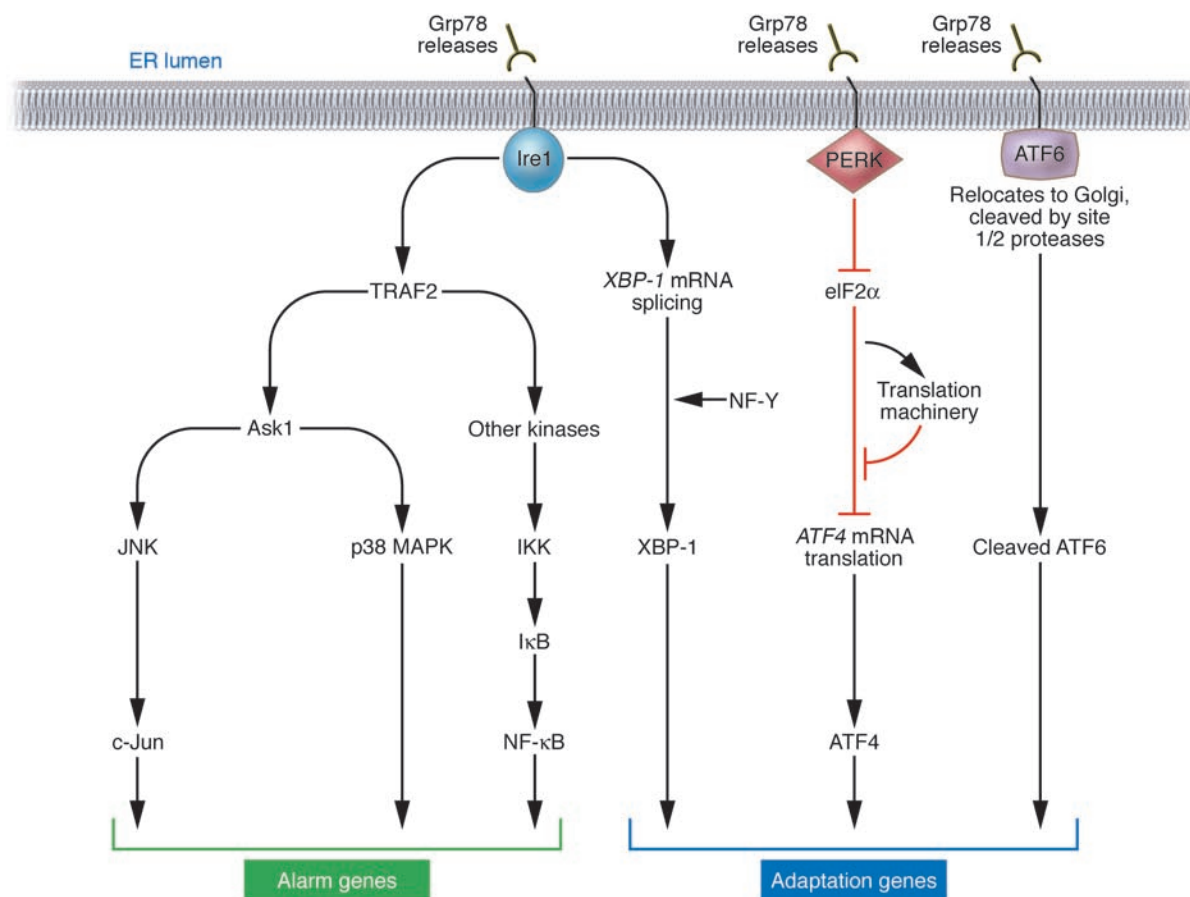 Grp78
releases
Grp78
releases
Grp78
releases
ER lumen
Ire1
PERK
ATF6
Relocates to Golgi,
cleaved by site
1/2 proteases
TRAF2
XBP-1 mRNA
splicing
eIF2α
Translation
machinery
NF-Y
Ask1
Other kinases
JNK
p38 MAPK
IKK
XBP-1
ATF4 mRNA
translation
Cleaved ATF6
IκB
c-Jun
NF-κB
ATF4
Alarm genes
Adaptation genes